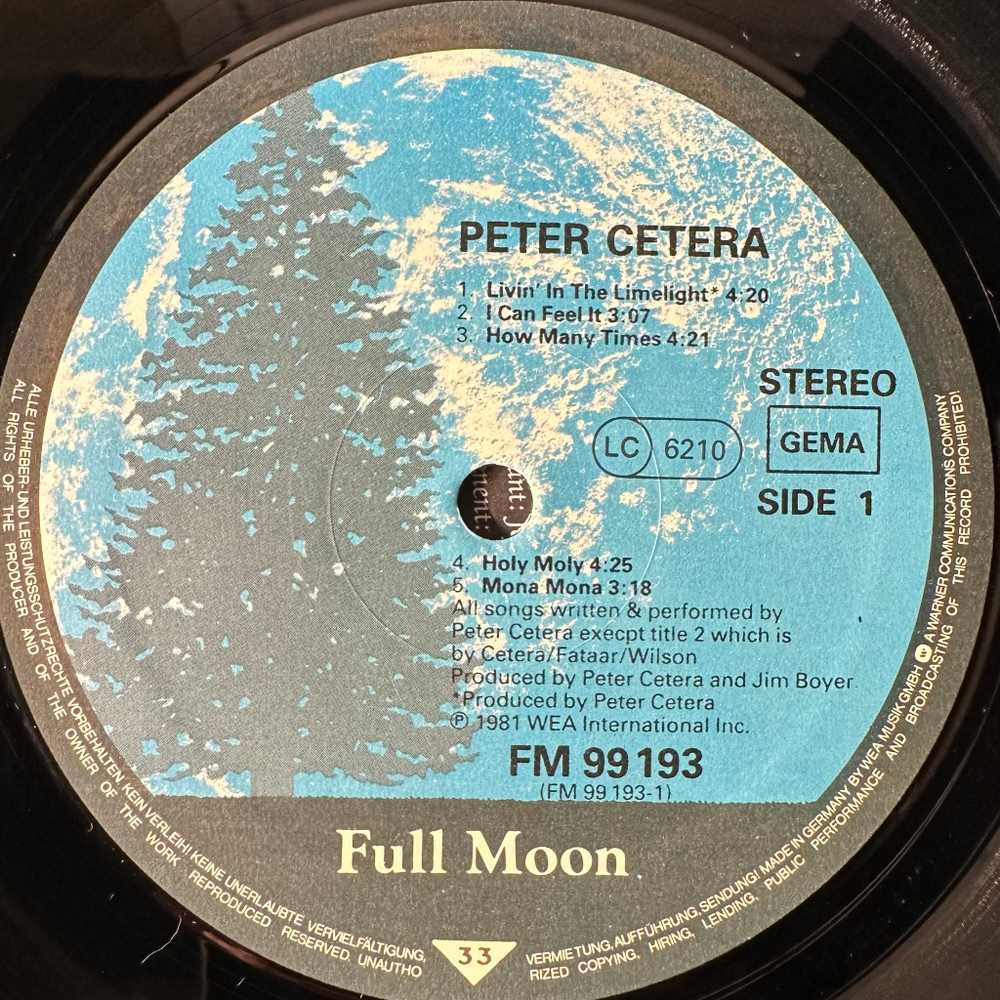 PETER CETERA
1. Livin' In The Limelight* 4:20
2. I Can Feel It 3:07
3. How Many Times 4:21
STEREO
LC 6210
GEMA
SIDE 1
4. Holy Moly 4:25
5. Mona Mona 3:18
All songs written & performed by
Peter Cetera execpt title 2 which is
by Cetera/Fataar/Wilson
Produced by Peter Cetera and Jim Boyer
*Produced by Peter Cetera
℗ 1981 WEA International Inc.
FM 99 193
(FM 99 193-1)
Full Moon
33
ALLE URHEBER- UND LEISTUNGSSCHUTZRECHTE VORBEHALTEN. KEIN VERLEIH! KEINE UNERLAUBTE VERVIELFÄLTIGUNG, VERMIETUNG, AUFFÜHRUNG, SENDUNG! MADE IN GERMANY BY WEA MUSIK GMBH A WARNER COMMUNICATIONS COMPANY
ALL RIGHTS OF THE PRODUCER AND OF THE OWNER OF THE WORK REPRODUCED RESERVED. UNAUTHORIZED COPYING, HIRING, LENDING, PUBLIC PERFORMANCE AND BROADCASTING OF THIS RECORD PROHIBITED!